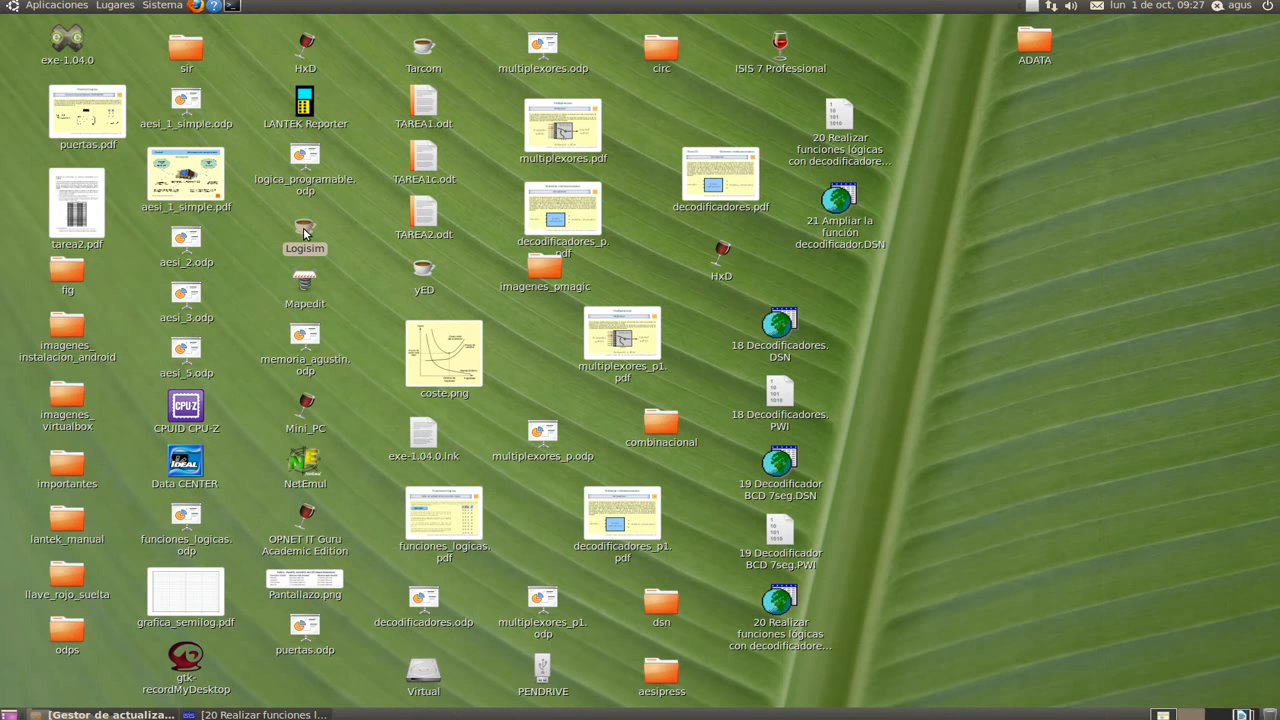 Aplicaciones Lugares Sistema
lun 1 de oct, 09:27 agus
exe-1.04.0
sir
HxD
Tarcom
multiplexores.odp
circ
ISIS 7 Professional
ADATA
puertas.pdf
aesi_1_simple.odp
TAREA1.odt
multiplexores.pdf
20 Realizar
funciones lógicas
con decodificadore...
tarea2.pdf
aesi_1_simple.pdf
logica_programable.
odp
TAREA1c.odt
decodificadores_p.
pdf
decodificadores.pdf
21 Ampliar la
función
decodificador.DSN
aesi_2.odp
Logisim
TAREA2.odt
HxD
fig
aesi_3.odp
Mapedit
yED
imagenes_pmagic
imagenes_
instalacion_android
aesi_5.odp
memoria_agusti...
odp
coste.png
multiplexores_p1.
pdf
18 Decodificadores.
DSN
imagenes_
virtualbox
CPU-Z
CPUID CPU-Z
Mini_PC
exe-1.04.0.lnk
multiplexores_p.odp
combinacional
18 Decodificadores.
PWI
importantes
IDEAL
Data CENTER
NetEmul
19 Decodificador
BCD 7seg.DSN
lantek_manual
funciones_logicas.
odp
OPNET IT Guru
Academic Edition
funciones_logicas.
pdf
decodificadores_p1.
pdf
19 Decodificador
BCD 7seg.PWI
llave_rojo_suelta
grafica_semilog.pdf
Pantallazo.png
decodificadores.odp
multiplexores_p1.
odp
dsn
20 Realizar
funciones lógicas
con decodificadore...
odps
gtk-
recordMyDesktop
puertas.odp
Virtual
PENDRIVE
aesipress
[Gestor de actualiza...
[20 Realizar funciones l...